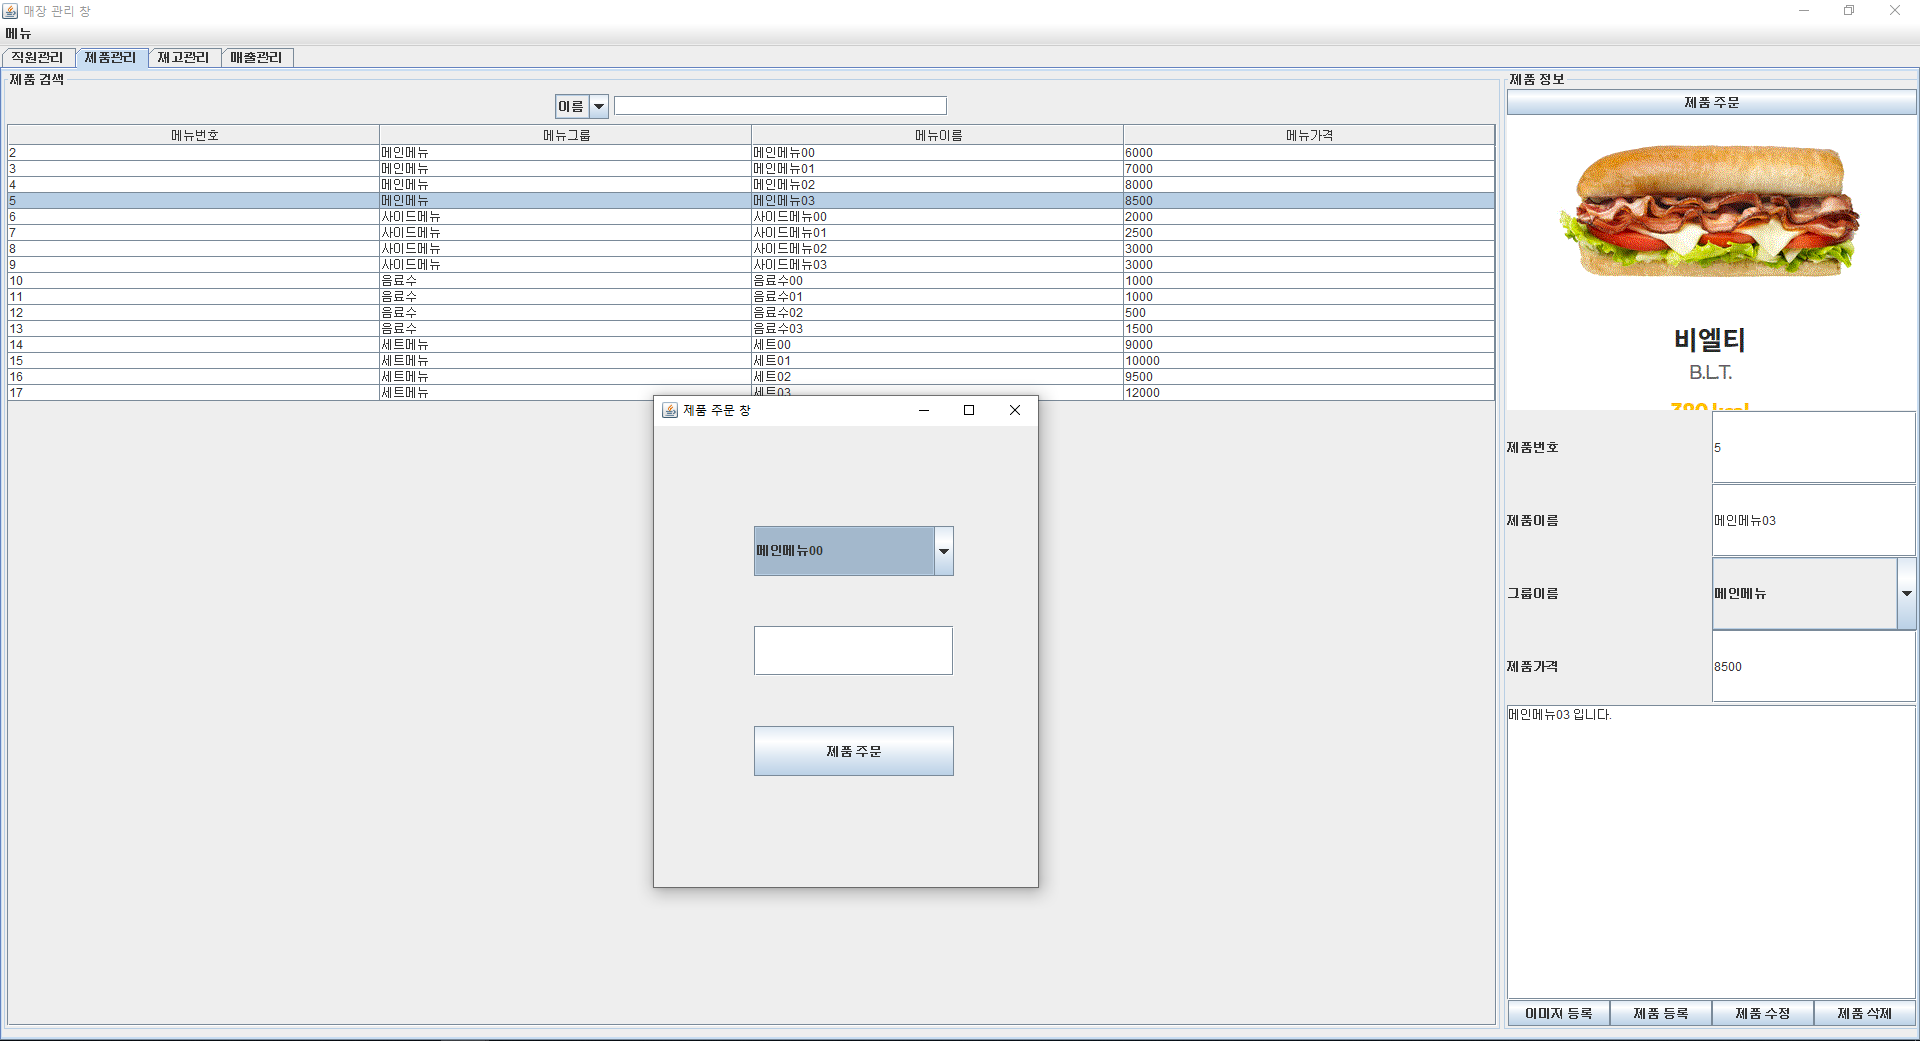 매장 관리 창
메뉴
직원관리 제품관리 제고관리 매출관리
제품 검색
이름
메뉴번호 메뉴그룹 메뉴이름 메뉴가격
2 메인메뉴 메인메뉴00 6000
3 메인메뉴 메인메뉴01 7000
4 메인메뉴 메인메뉴02 8000
5 메인메뉴 메인메뉴03 8500
6 사이드메뉴 사이드메뉴00 2000
7 사이드메뉴 사이드메뉴01 2500
8 사이드메뉴 사이드메뉴02 3000
9 사이드메뉴 사이드메뉴03 3000
10 음료수 음료수00 1000
11 음료수 음료수01 1000
12 음료수 음료수02 500
13 음료수 음료수03 1500
14 세트메뉴 세트00 9000
15 세트메뉴 세트01 10000
16 세트메뉴 세트02 9500
17 세트메뉴 세트03 12000
제품 주문 창
메인메뉴00
제품 주문
제품 정보
제품 주문
비엘티
B.L.T.
제품번호 5
제품이름 메인메뉴03
그룹이름 메인메뉴
제품가격 8500
메인메뉴03 입니다.
이미지 등록 제품 등록 제품 수정 제품 삭제